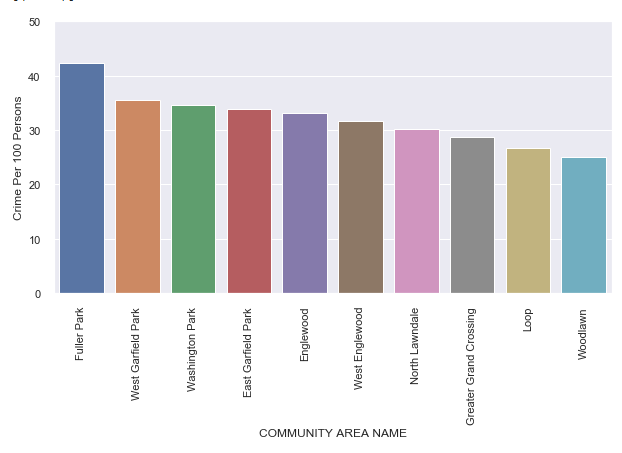 50
40
30
20
10
0
Crime Per 100 Persons
Fuller Park
West Garfield Park
Washington Park
East Garfield Park
Englewood
West Englewood
North Lawndale
Greater Grand Crossing
Loop
Woodlawn
COMMUNITY AREA NAME